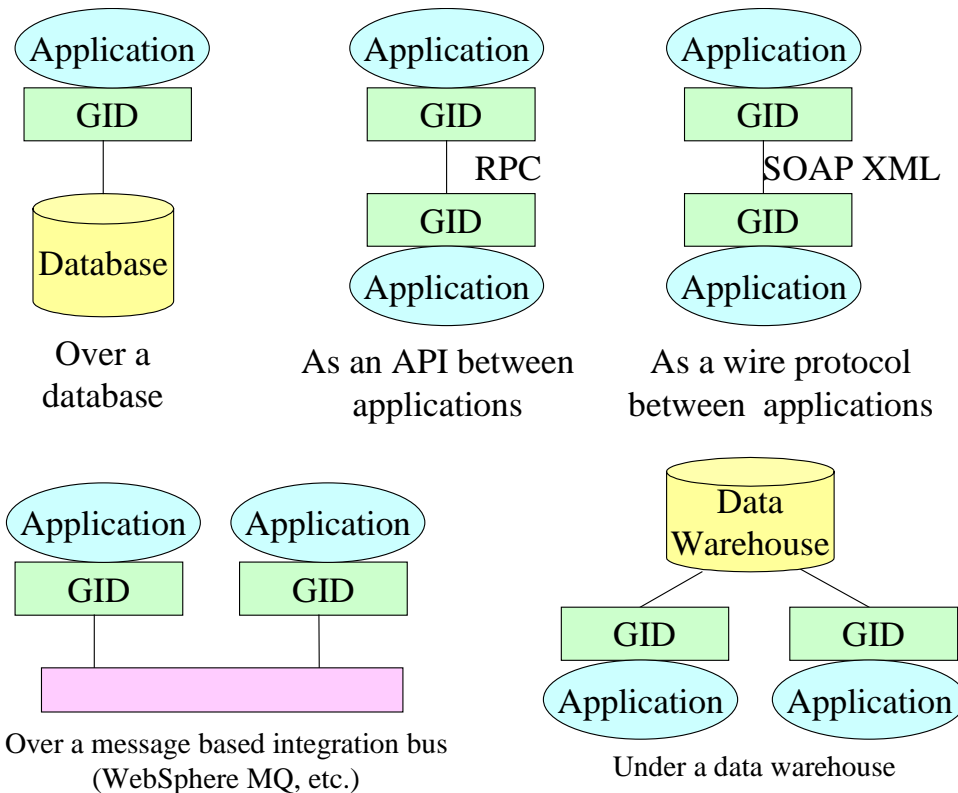 Application
GID
Database
Over a
database
Application
GID
RPC
GID
Application
As an API between
applications
Application
GID
SOAP XML
GID
Application
As a wire protocol
between applications
Application
GID
Application
GID
Over a message based integration bus
(WebSphere MQ, etc.)
Data
Warehouse
GID
GID
Application
Application
Under a data warehouse